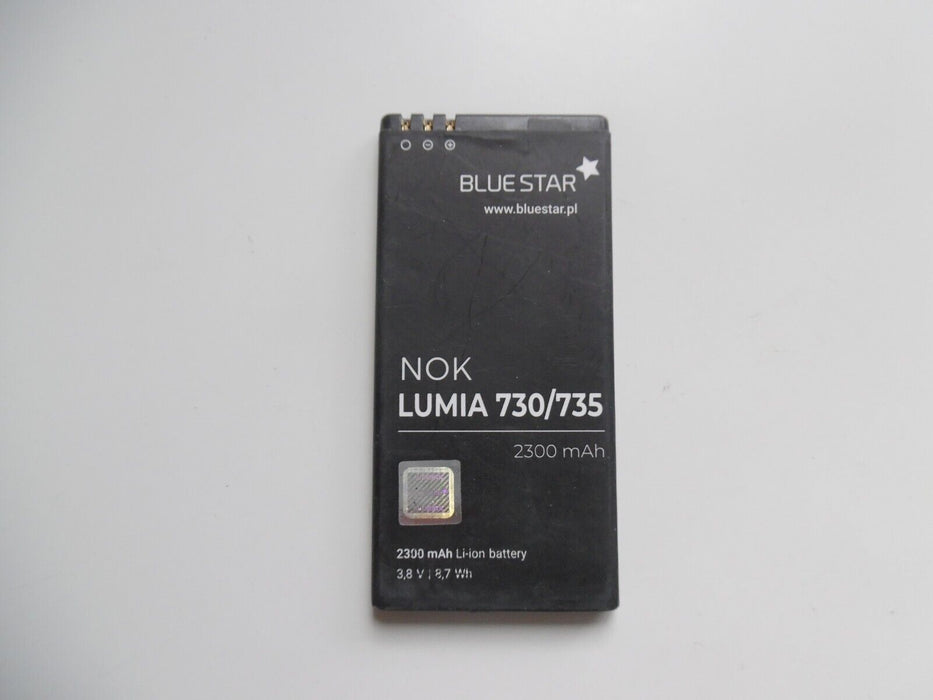 BLUE STAR
www.bluestar.pl
NOK
LUMIA 730/735
2300 mAh
2300 mAh Li-ion battery
3,8 V | 8,7 Wh